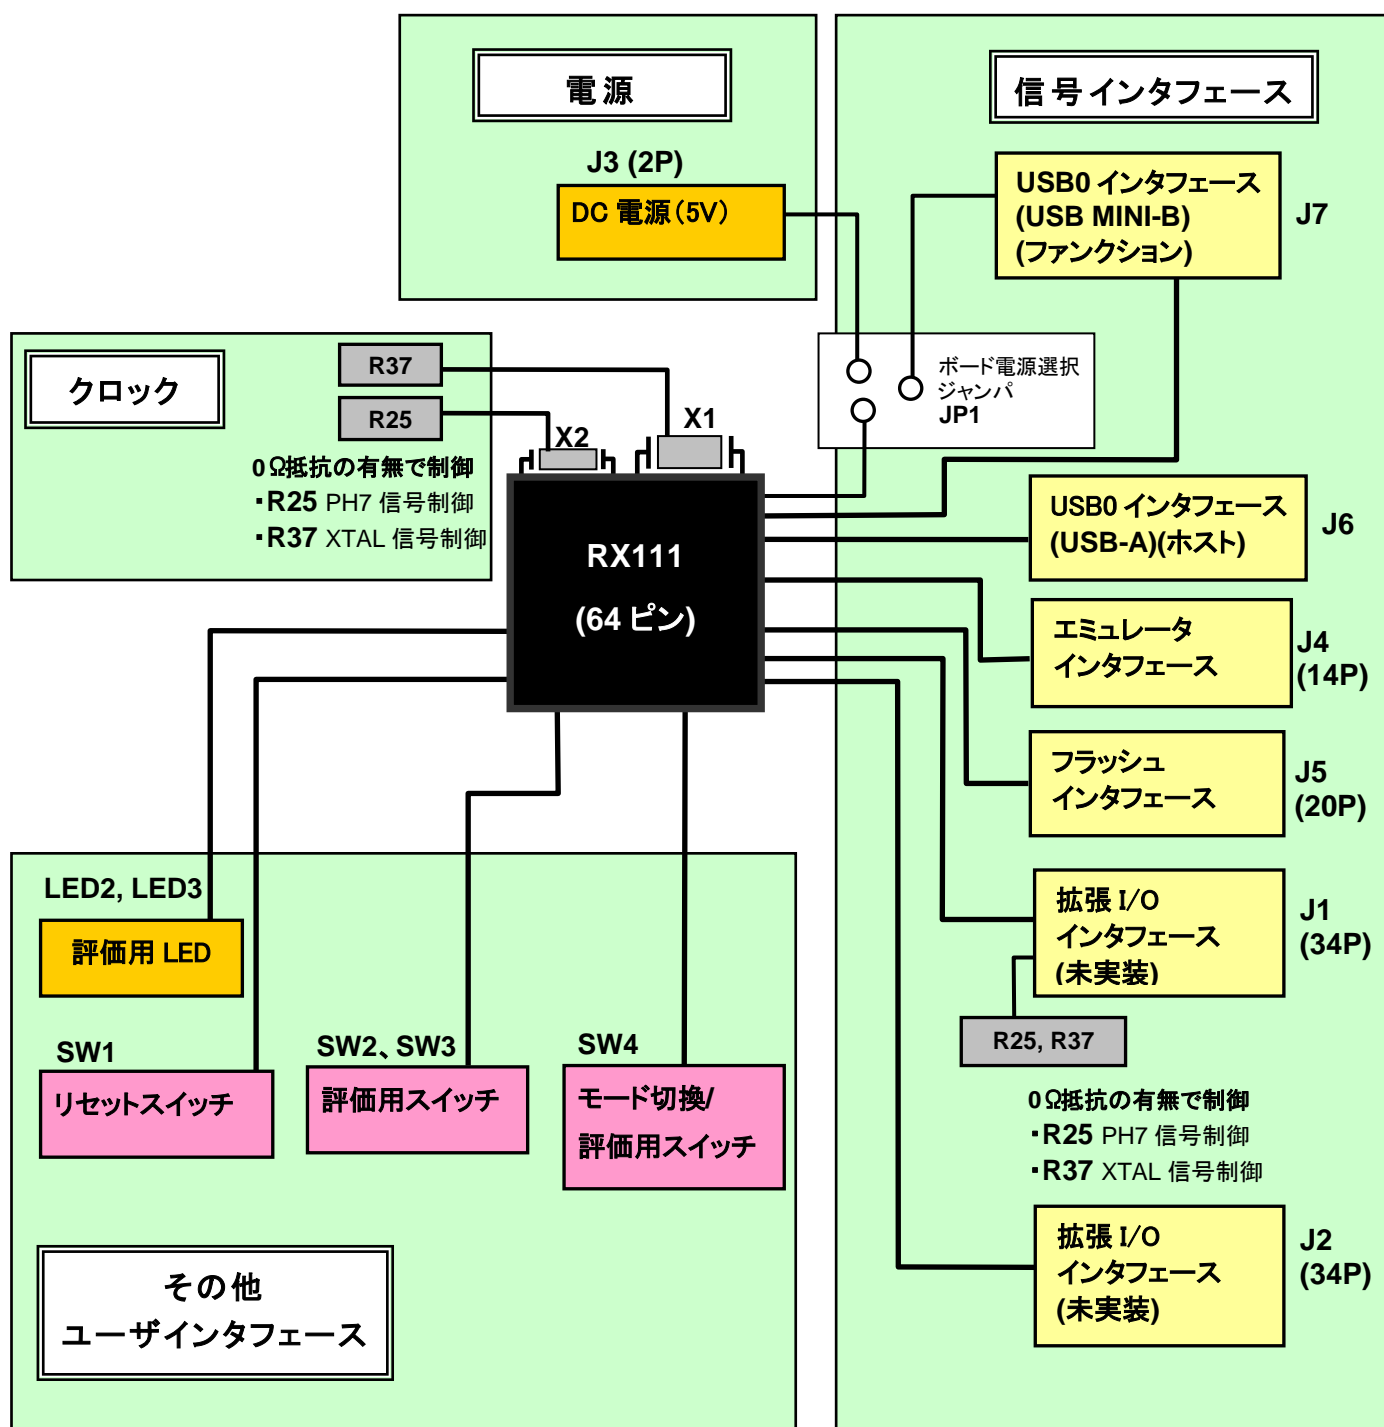 電源
J3 (2P)
DC 電源(5V)
信号インタフェース
USB0 インタフェース
(USB MINI-B)
(ファンクション)
J7
ボード電源選択
ジャンパ
JP1
クロック
R37
R25
X2
X1
0Ω抵抗の有無で制御
・R25 PH7 信号制御
・R37 XTAL 信号制御
RX111
(64 ピン)
USB0 インタフェース
(USB-A)(ホスト)
J6
エミュレータ
インタフェース
J4
(14P)
フラッシュ
インタフェース
J5
(20P)
拡張 I/O
インタフェース
(未実装)
J1
(34P)
R25, R37
0Ω抵抗の有無で制御
・R25 PH7 信号制御
・R37 XTAL 信号制御
拡張 I/O
インタフェース
(未実装)
J2
(34P)
LED2, LED3
評価用 LED
SW1
リセットスイッチ
SW2、SW3
評価用スイッチ
SW4
モード切換/
評価用スイッチ
その他
ユーザインタフェース